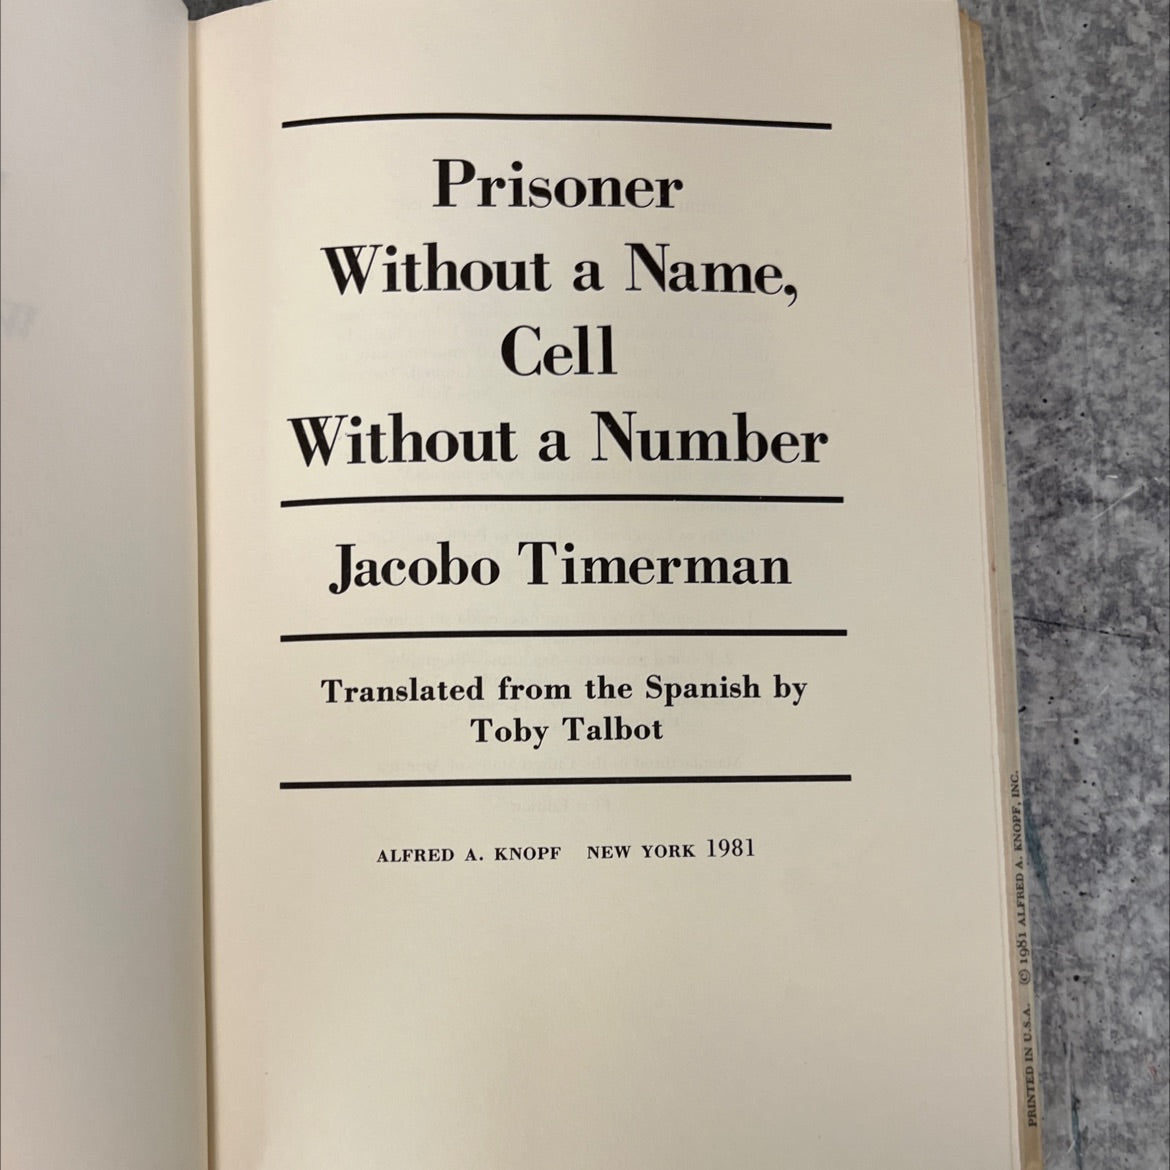 Prisoner
Without a Name,
Cell
Without a Number
Jacobo Timerman
Translated from the Spanish by
Toby Talbot
ALFRED A. KNOPF NEW YORK 1981
PRINTED IN U.S.A. © 1981 ALFRED A. KNOPF, INC.